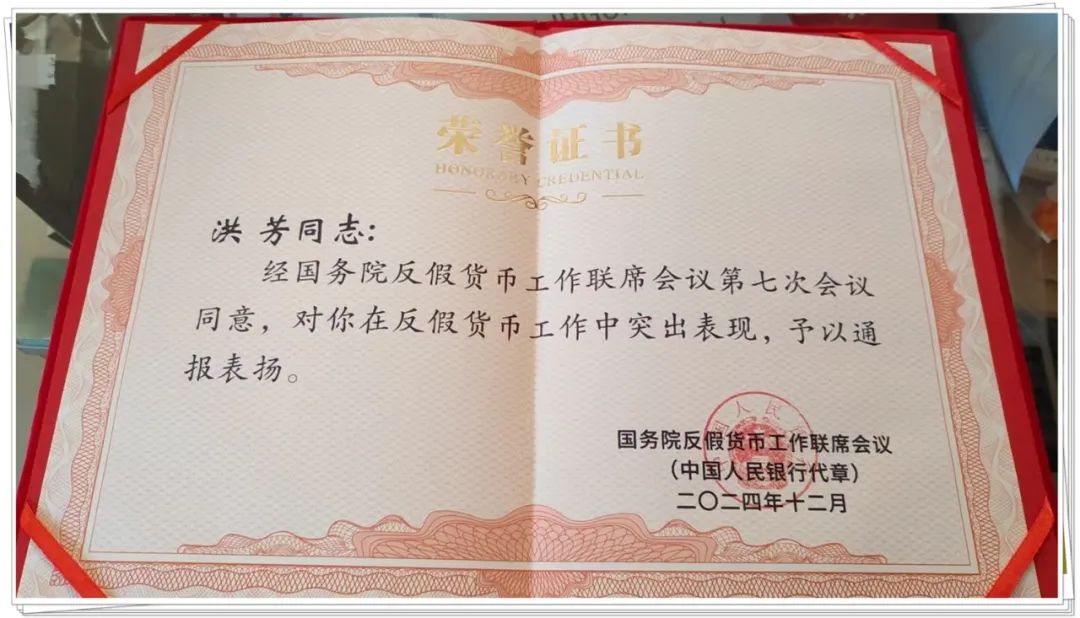 荣誉证书
HONORARY CREDENTIAL
洪 芳同志：
经国务院反假货币工作联席会议第七次会议
同意，对你在反假货币工作中突出表现，予以通
报表扬。
国务院反假货币工作联席会议
（中国人民银行代章）
二〇二四年十二月